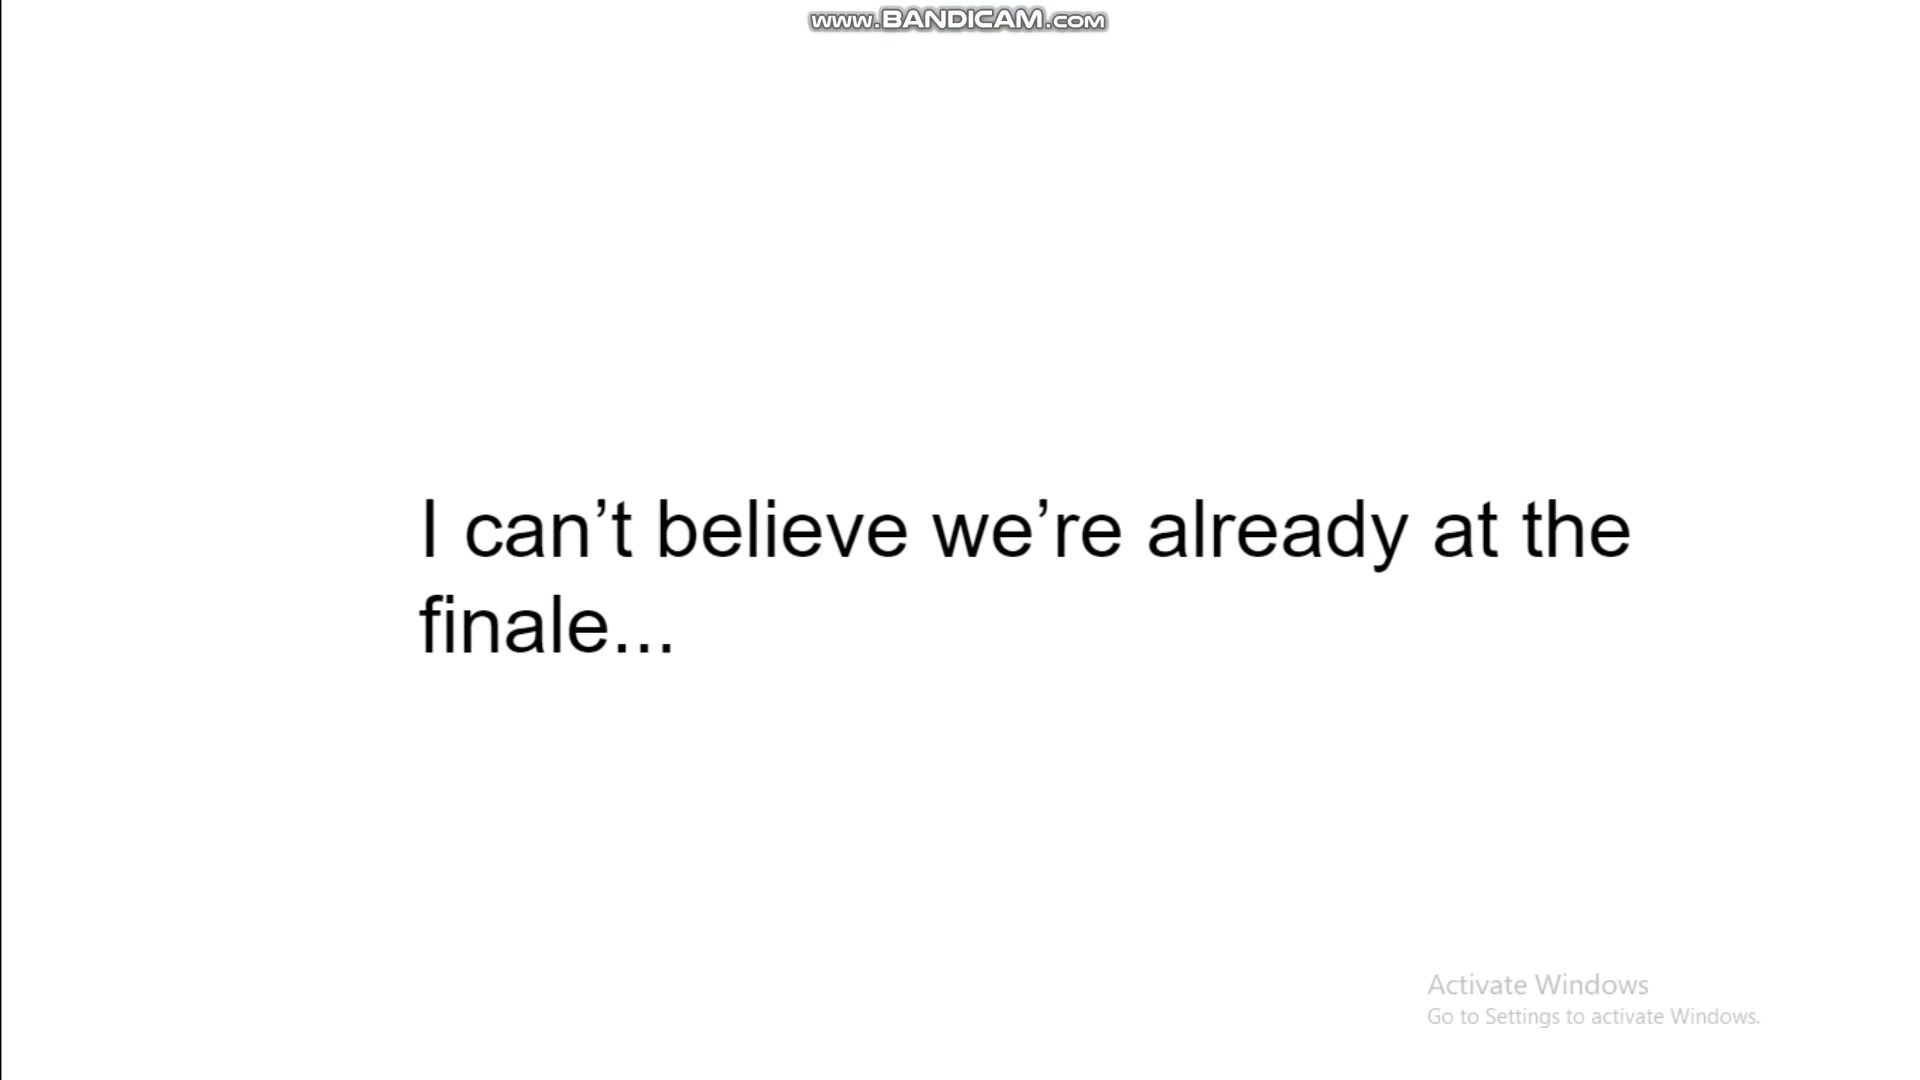 www.BANDICAM.com
I can’t believe we’re already at the
finale...
Activate Windows
Go to Settings to activate Windows.